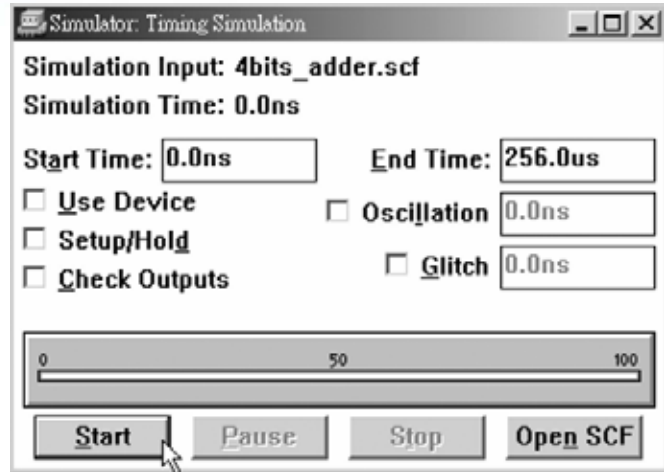 Simulator: Timing Simulation
Simulation Input: 4bits_adder.scf
Simulation Time: 0.0ns
Start Time: 0.0ns End Time: 256.0us
Use Device
Oscillation 0.0ns
Setup/Hold
Glitch 0.0ns
Check Outputs
0 50 100
Start Pause Stop Open SCF